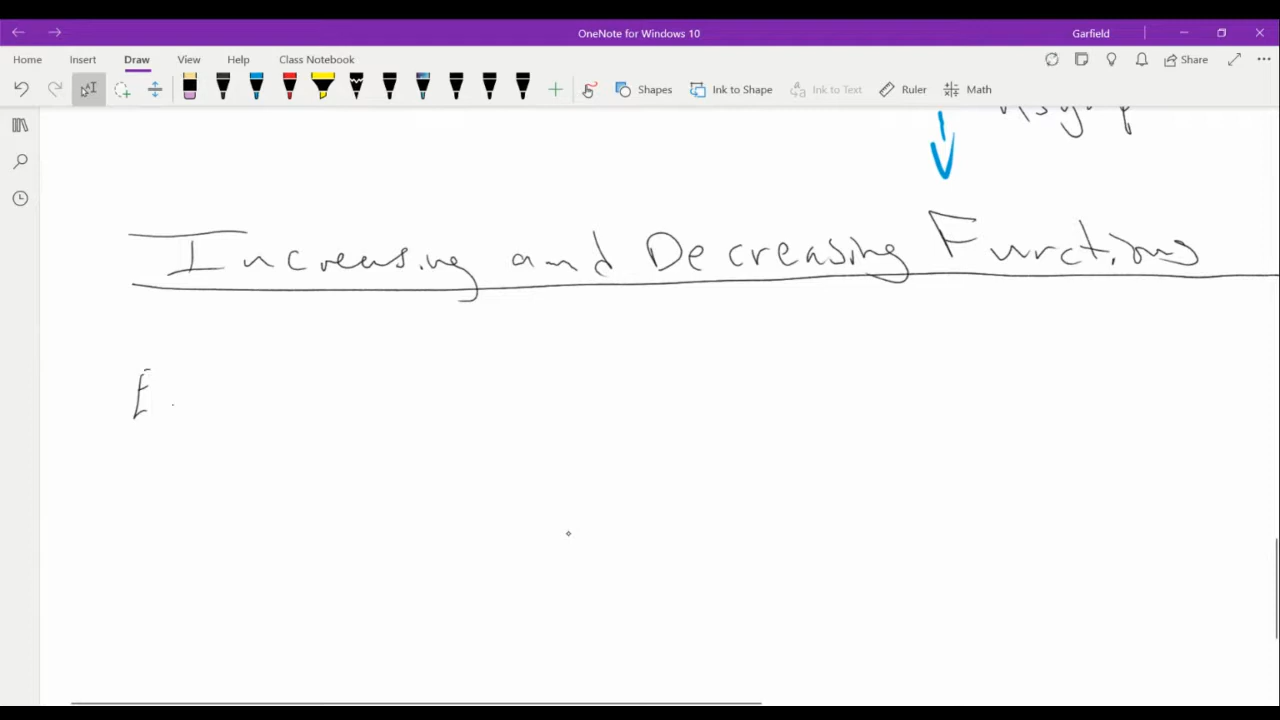 OneNote for Windows 10
Garfield
Home Insert Draw View Help Class Notebook
Share
Shapes Ink to Shape Ink to Text Ruler Math
Increasing and Decreasing Functions
E